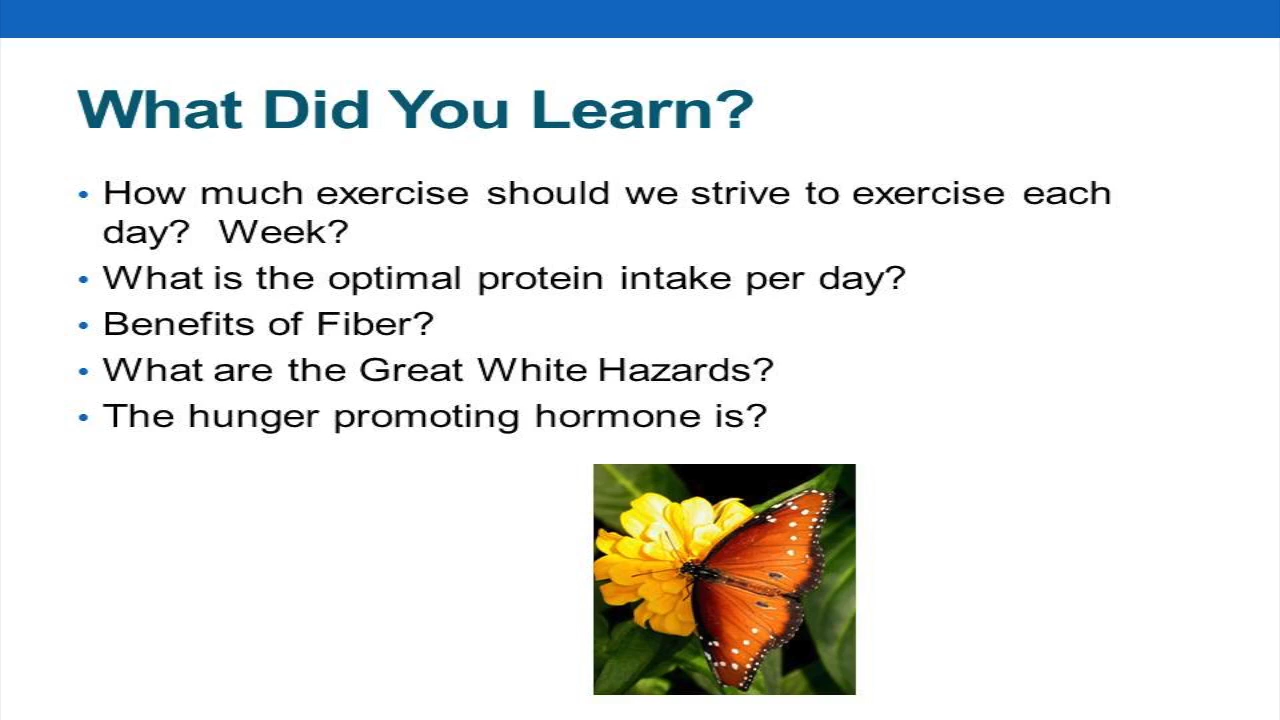 What Did You Learn?
• How much exercise should we strive to exercise each
day? Week?
• What is the optimal protein intake per day?
• Benefits of Fiber?
• What are the Great White Hazards?
• The hunger promoting hormone is?